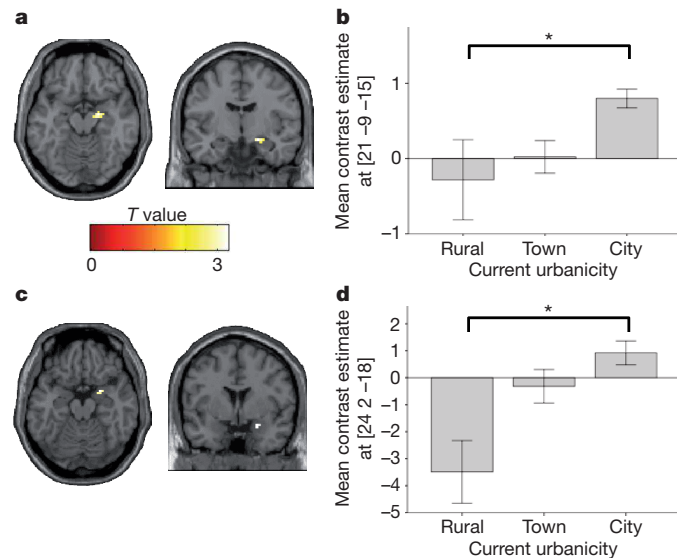 a
T value
0 3
b
*
Mean contrast estimate
at [21 –9 –15]
1
0
–1
Rural Town City
Current urbanicity
c
d
*
Mean contrast estimate
at [24 2 –18]
2
1
0
–1
–2
–3
–4
–5
Rural Town City
Current urbanicity